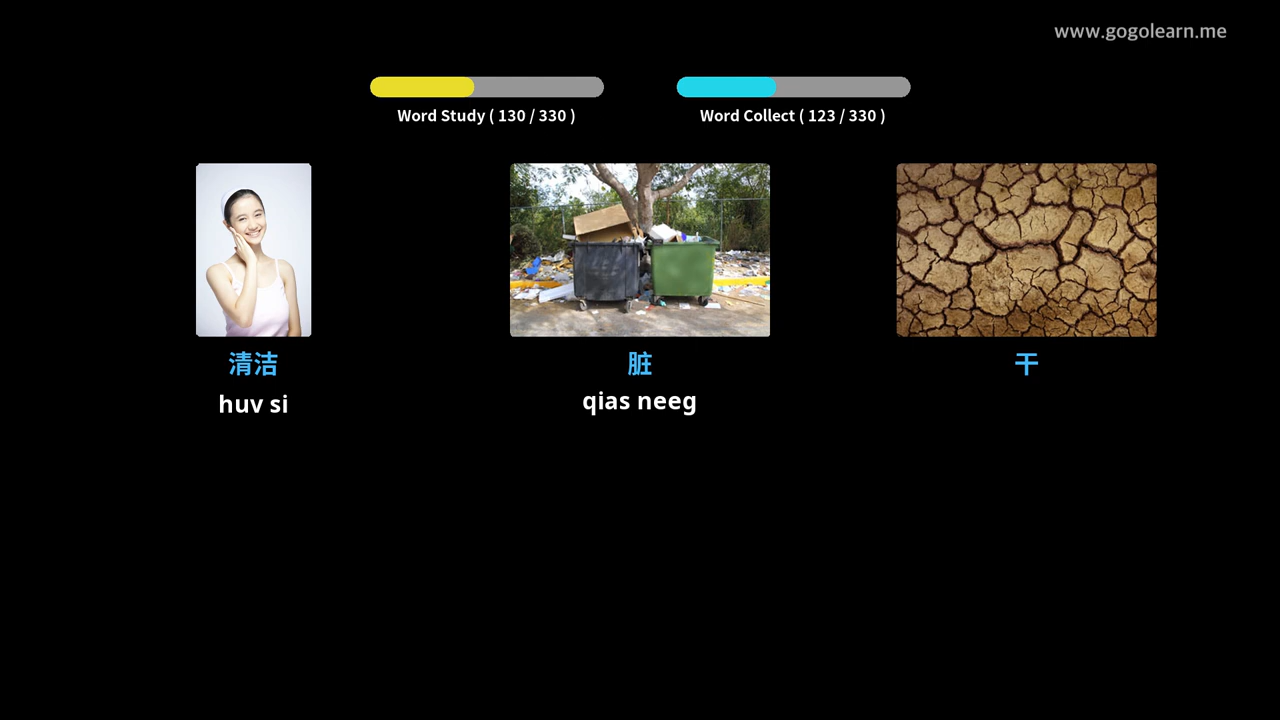 www.gogolearn.me
Word Study ( 130 / 330 )
Word Collect ( 123 / 330 )
清洁
脏
干
huv si
qias neeg